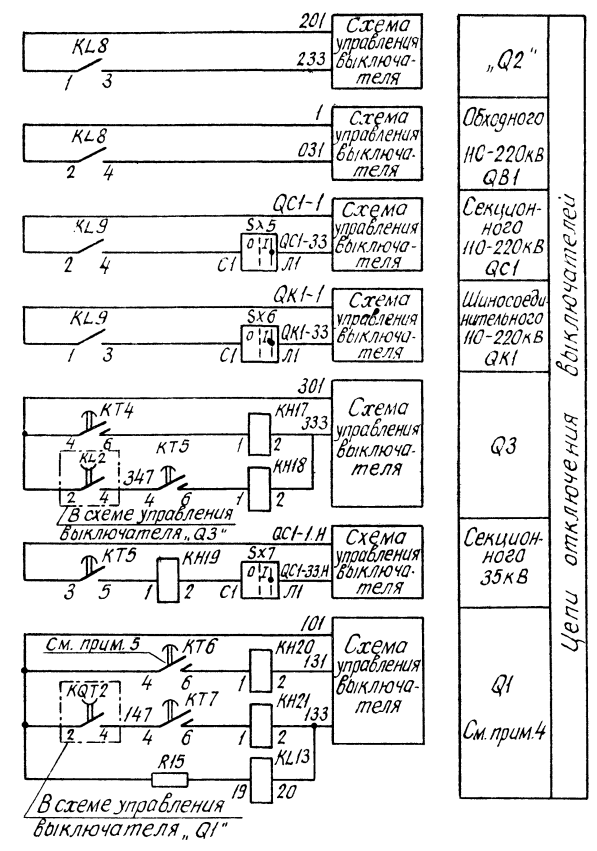 201
KL8
1 3
233
Схема
управления
выключа-
теля
„Q2”
1
KL8
2 4
031
Схема
управления
выключа-
теля
Обходного
110-220кВ
QB1
QC1-1
KL9
2 4
SX5
0 I
C1 Л1
QC1-33
Схема
управления
выключа-
теля
Секцион-
ного
110-220кВ
QC1
QK1-1
KL9
1 3
SX6
0 I
C1 Л1
QK1-33
Схема
управления
выключа-
теля
Шиносоеди-
нительного
110-220кВ
QK1
301
KT4
4 6
KH17
1 2
333
KL2
2 4
347
KT5
4 6
KH18
1 2
Схема
управления
выключа-
теля
Q3
В схеме управления
выключателя „Q3”
QC1-1.Н
KT5
3 5
KH19
1 2
SX7
0 I
C1 Л1
QC1-33.Н
Схема
управления
выключа-
теля
Секцион-
ного
35кВ
101
См. прим. 5
KT6
4 6
KH20
1 2
131
KQT2
2 4
147
KT7
4 6
KH21
1 2
133
R15
KL13
19 20
Схема
управления
выключа-
теля
Q1
См. прим. 4
В схеме управления
выключателя „Q1”
Цепи отключения выключателей